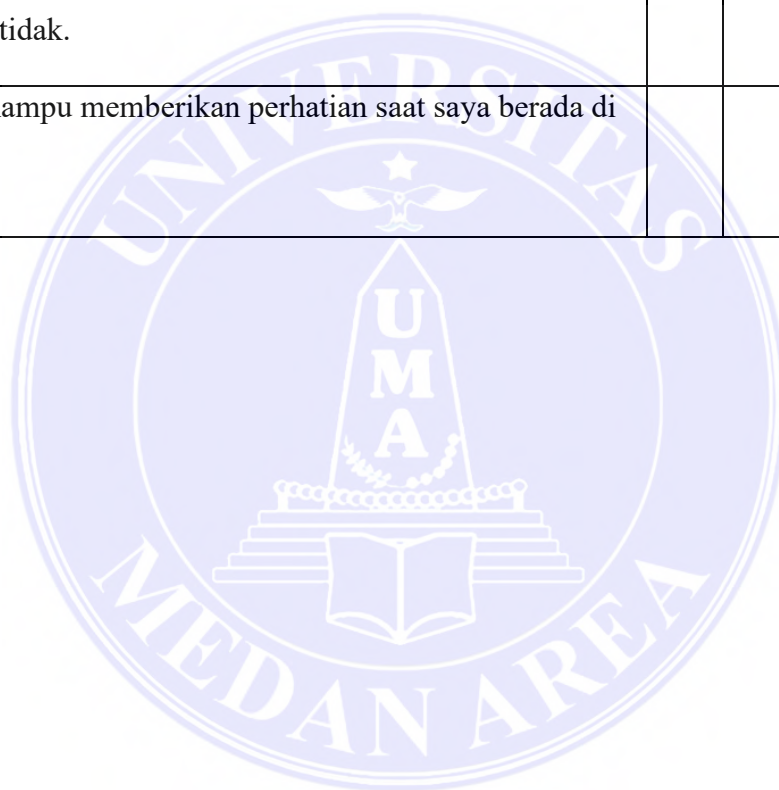 tidak.
ampu memberikan perhatian saat saya berada di
UNIVERSITAS
U
M
A
MEDAN AREA